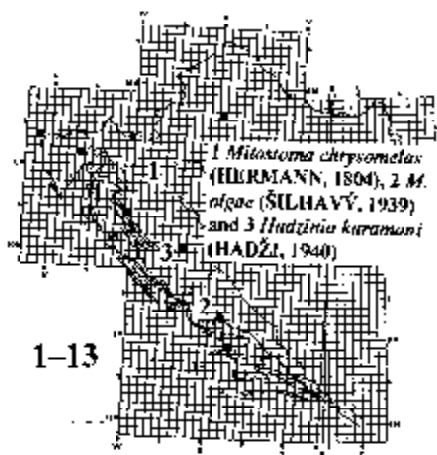 1 Mitostoma chrysomelas
(HERMANN, 1804), 2 M.
olgae (ŠILHAVÝ, 1939)
1
and 3 Hadzinia karamani
3
(HADŽI, 1940)
2
1–13